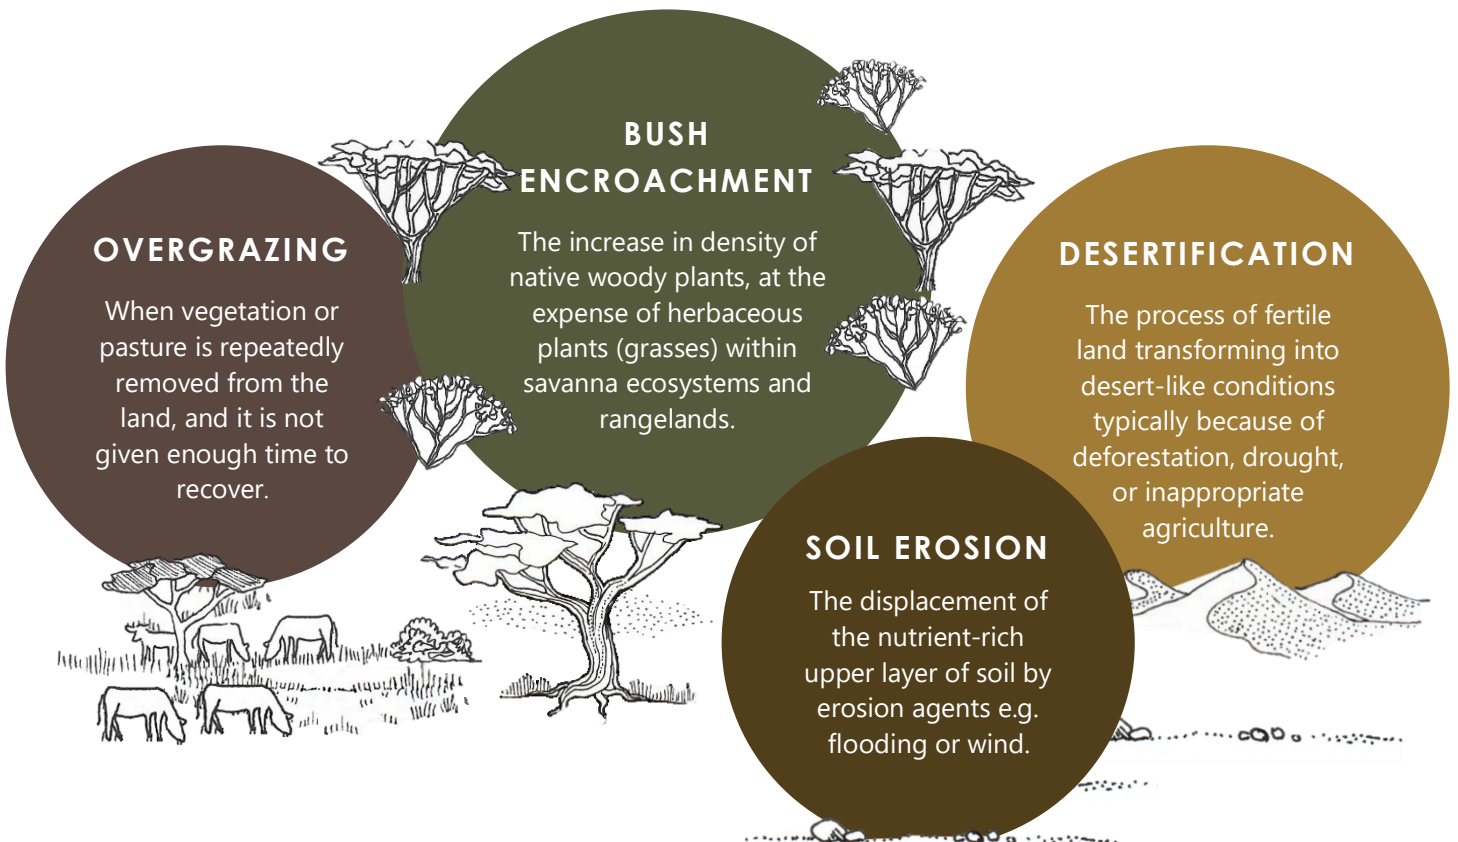 OVERGRAZING
When vegetation or
pasture is repeatedly
removed from the
land, and it is not
given enough time to
recover.
BUSH
ENCROACHMENT
The increase in density of
native woody plants, at the
expense of herbaceous
plants (grasses) within
savanna ecosystems and
rangelands.
SOIL EROSION
The displacement of
the nutrient-rich
upper layer of soil by
erosion agents e.g.
flooding or wind.
DESERTIFICATION
The process of fertile
land transforming into
desert-like conditions
typically because of
deforestation, drought,
or inappropriate
agriculture.